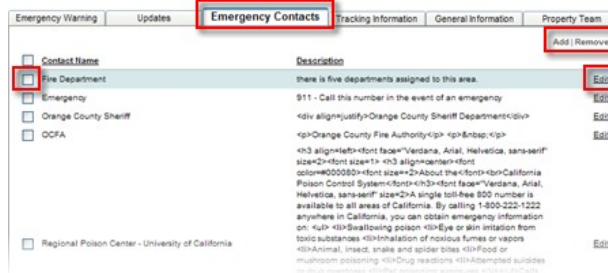 Emergency Warning Updates Emergency Contacts Tracking Information General Information Property Team
Add | Remove
Contact Name Description
Fire Department there is five departments assigned to this area. Edit
Emergency 911 - Call this number in the event of an emergency Edit
Orange County Sheriff <div align=justify>Orange County Sheriff Department</div> Edit
OCFA <p>Orange County Fire Authority</p> <p>&nbsp;</p> Edit
<h3 align=left><font face="Verdana, Arial, Helvetica, sans-serif"
size=2><font size=1> <h3 align=center><font
color=#000080><font size=+2>About the</font><br>California
Poison Control System</font></h3><font face="Verdana, Arial,
Helvetica, sans-serif" size=2>A single toll-free 800 number is
available to all areas of California. By calling 1-800-222-1222
anywhere in California, you can obtain emergency information
on: <ul> <li>Swallowing poison <li>Eye or skin irritation from
Regional Poison Center - University of California toxic substances <li>Inhalation of noxious fumes or vapors Edit
<li>Animal, insect, snake and spider bites <li>Food or
mushroom poisoning <li>Drug reactions <li>Attempted suicides